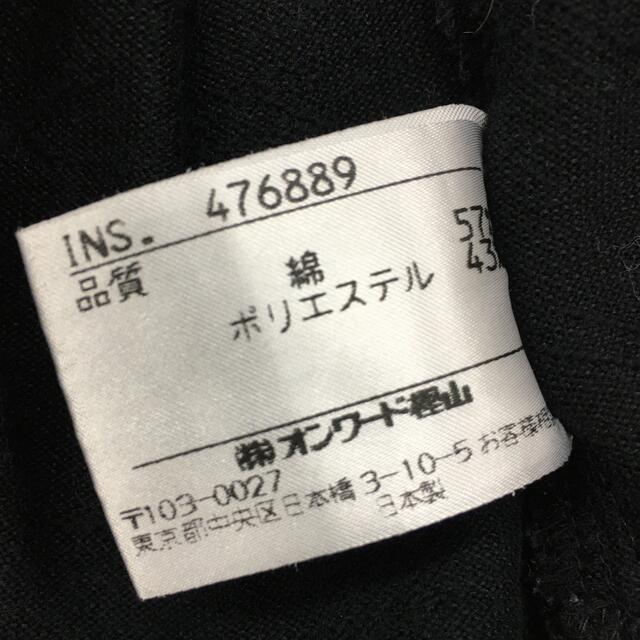 INS. 476889
品質 綿 57
ポリエステル 43
㈱オンワード樫山
〒103-0027
東京都中央区日本橋3-10-5 お客様相
日本製